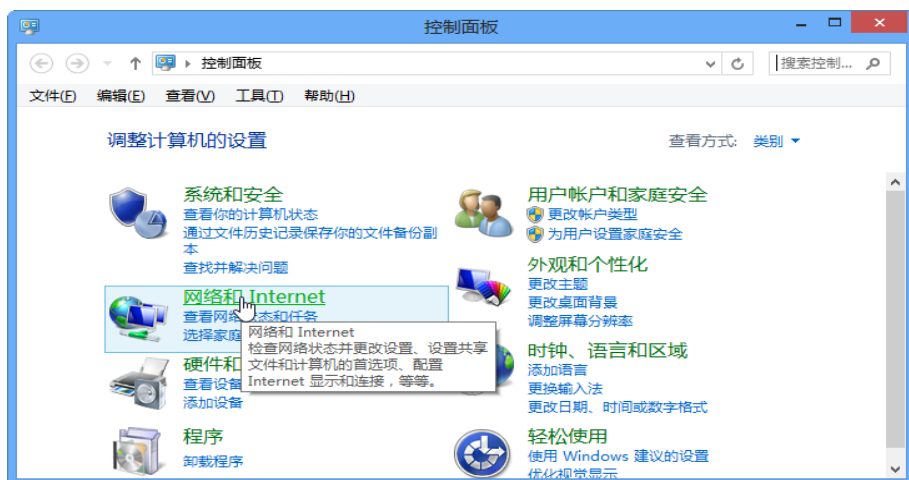 控制面板
控制面板
搜索控制...
文件(F) 编辑(E) 查看(V) 工具(T) 帮助(H)
调整计算机的设置
查看方式: 类别
系统和安全
查看你的计算机状态
通过文件历史记录保存你的文件备份副
本
查找并解决问题
网络和 Internet
查看网络状态和任务
选择家庭
网络和 Internet
检查网络状态并更改设置、设置共享
文件和计算机的首选项、配置
Internet 显示和连接，等等。
硬件和
查看设备
添加设备
程序
卸载程序
用户帐户和家庭安全
更改帐户类型
为用户设置家庭安全
外观和个性化
更改主题
更改桌面背景
调整屏幕分辨率
时钟、语言和区域
添加语言
更换输入法
更改日期、时间或数字格式
轻松使用
使用 Windows 建议的设置
优化视觉显示